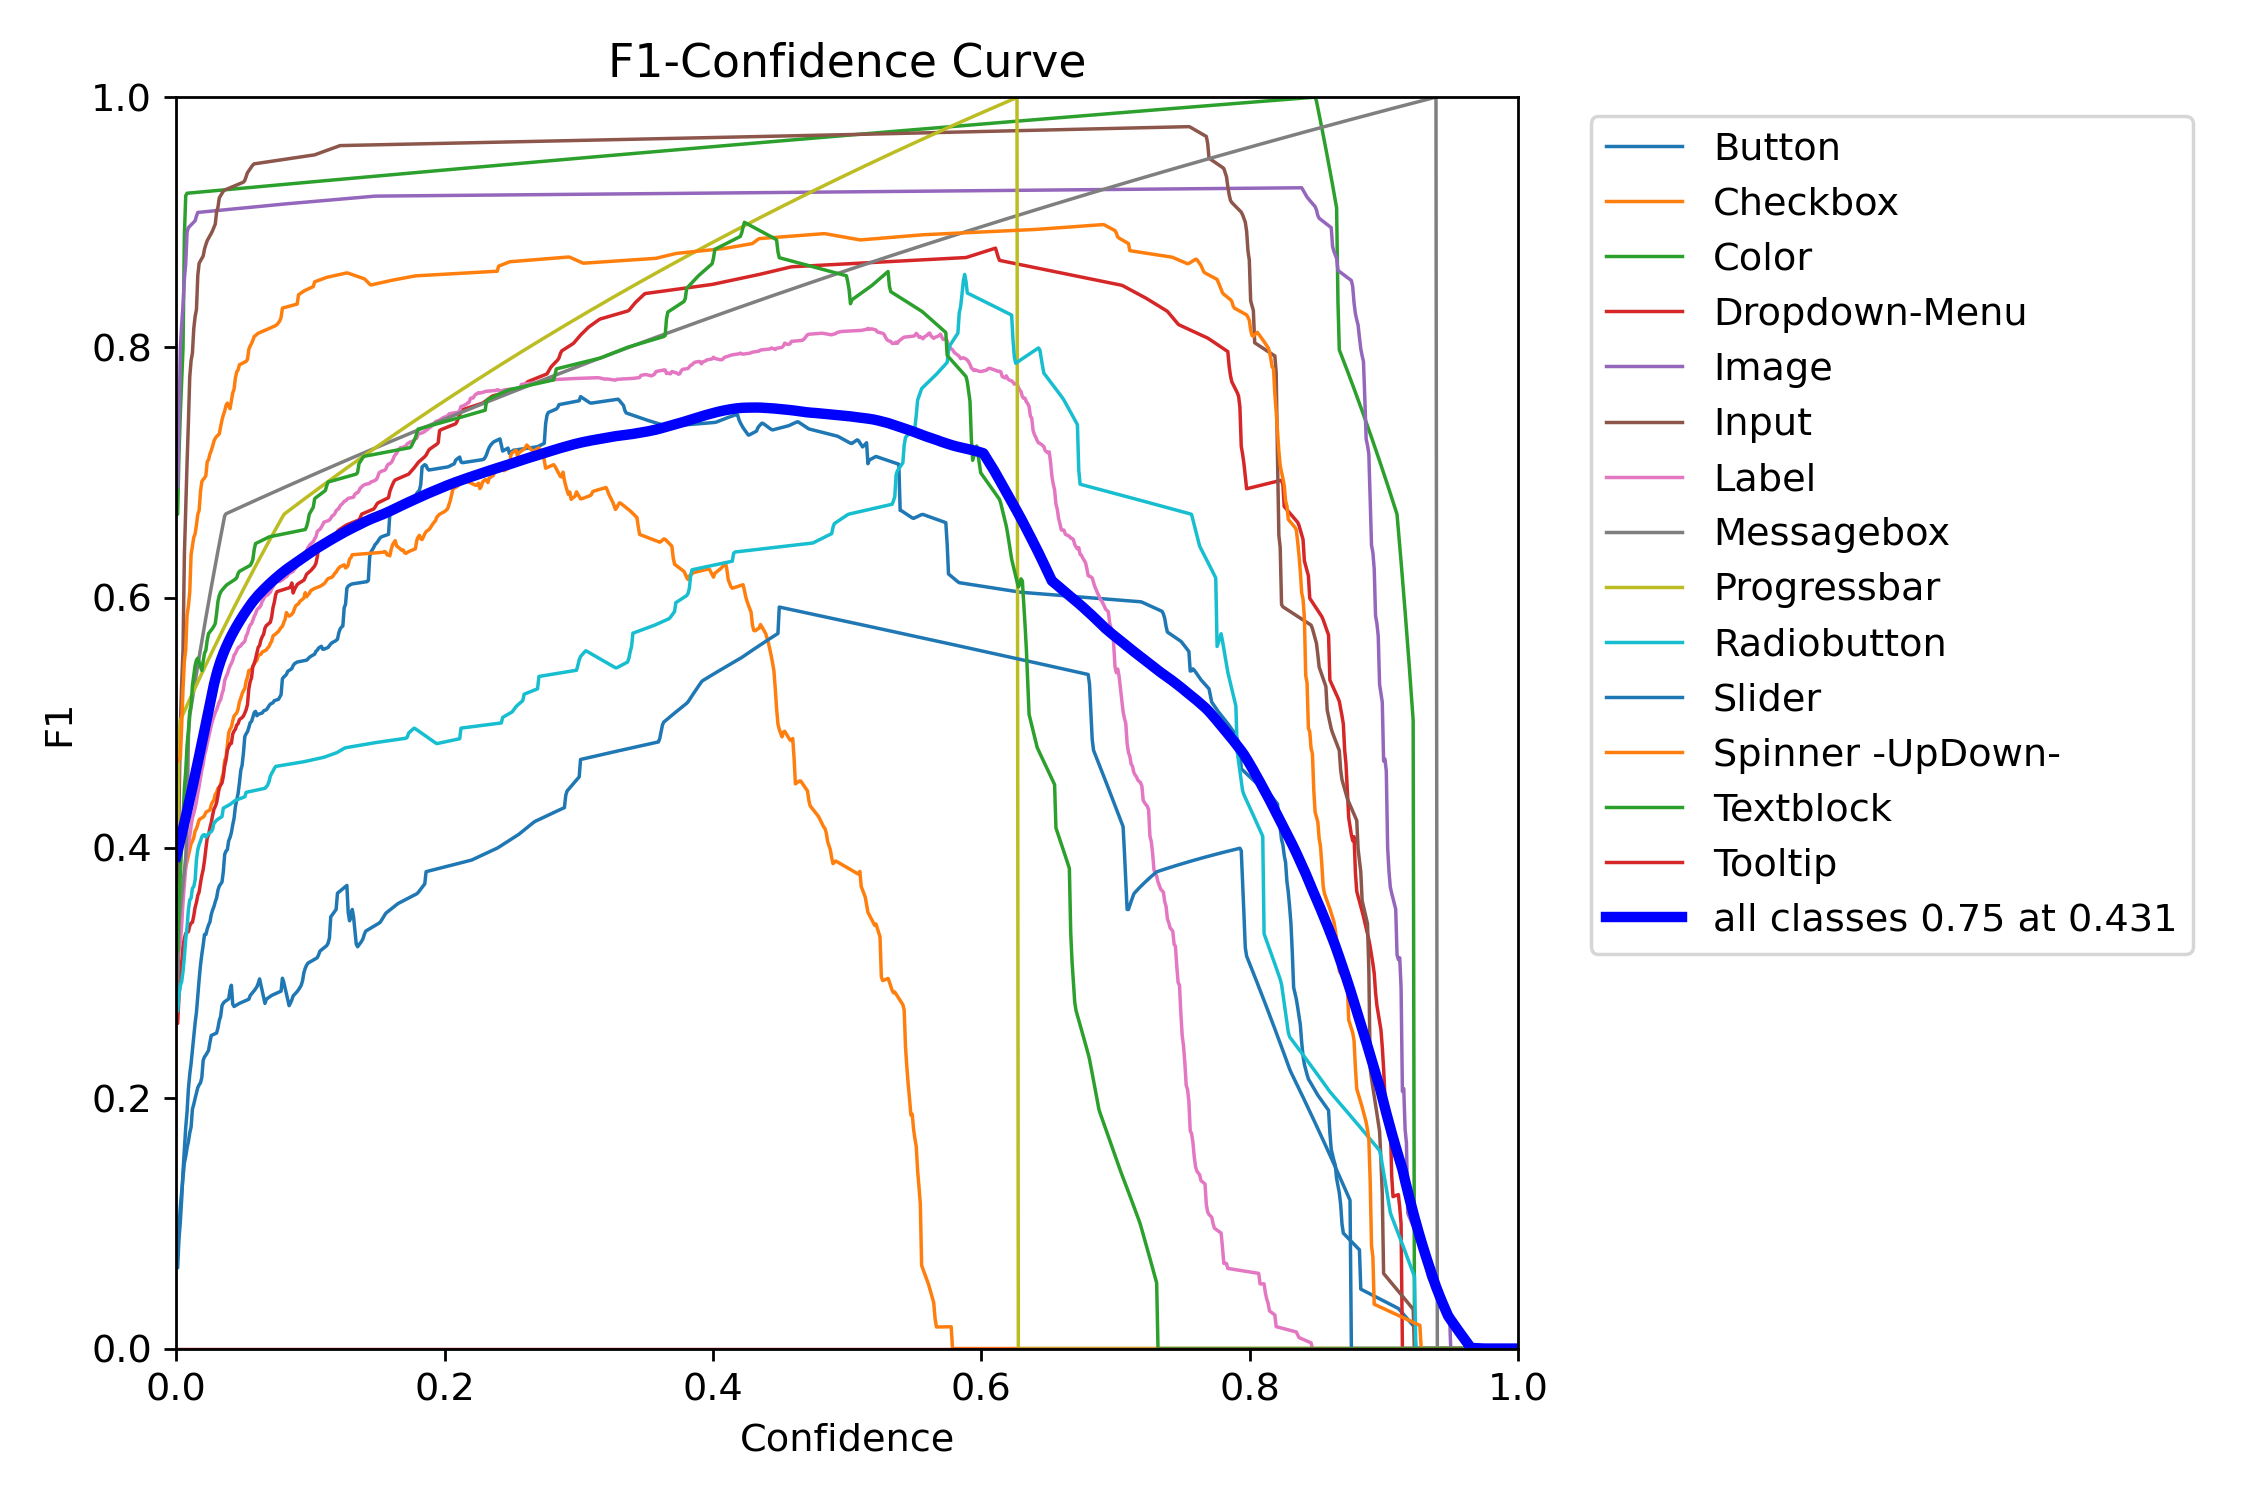 F1-Confidence Curve
1.0
0.8
0.6
0.4
0.2
0.0
F1
0.0 0.2 0.4 0.6 0.8 1.0
Confidence
Button
Checkbox
Color
Dropdown-Menu
Image
Input
Label
Messagebox
Progressbar
Radiobutton
Slider
Spinner -UpDown-
Textblock
Tooltip
all classes 0.75 at 0.431